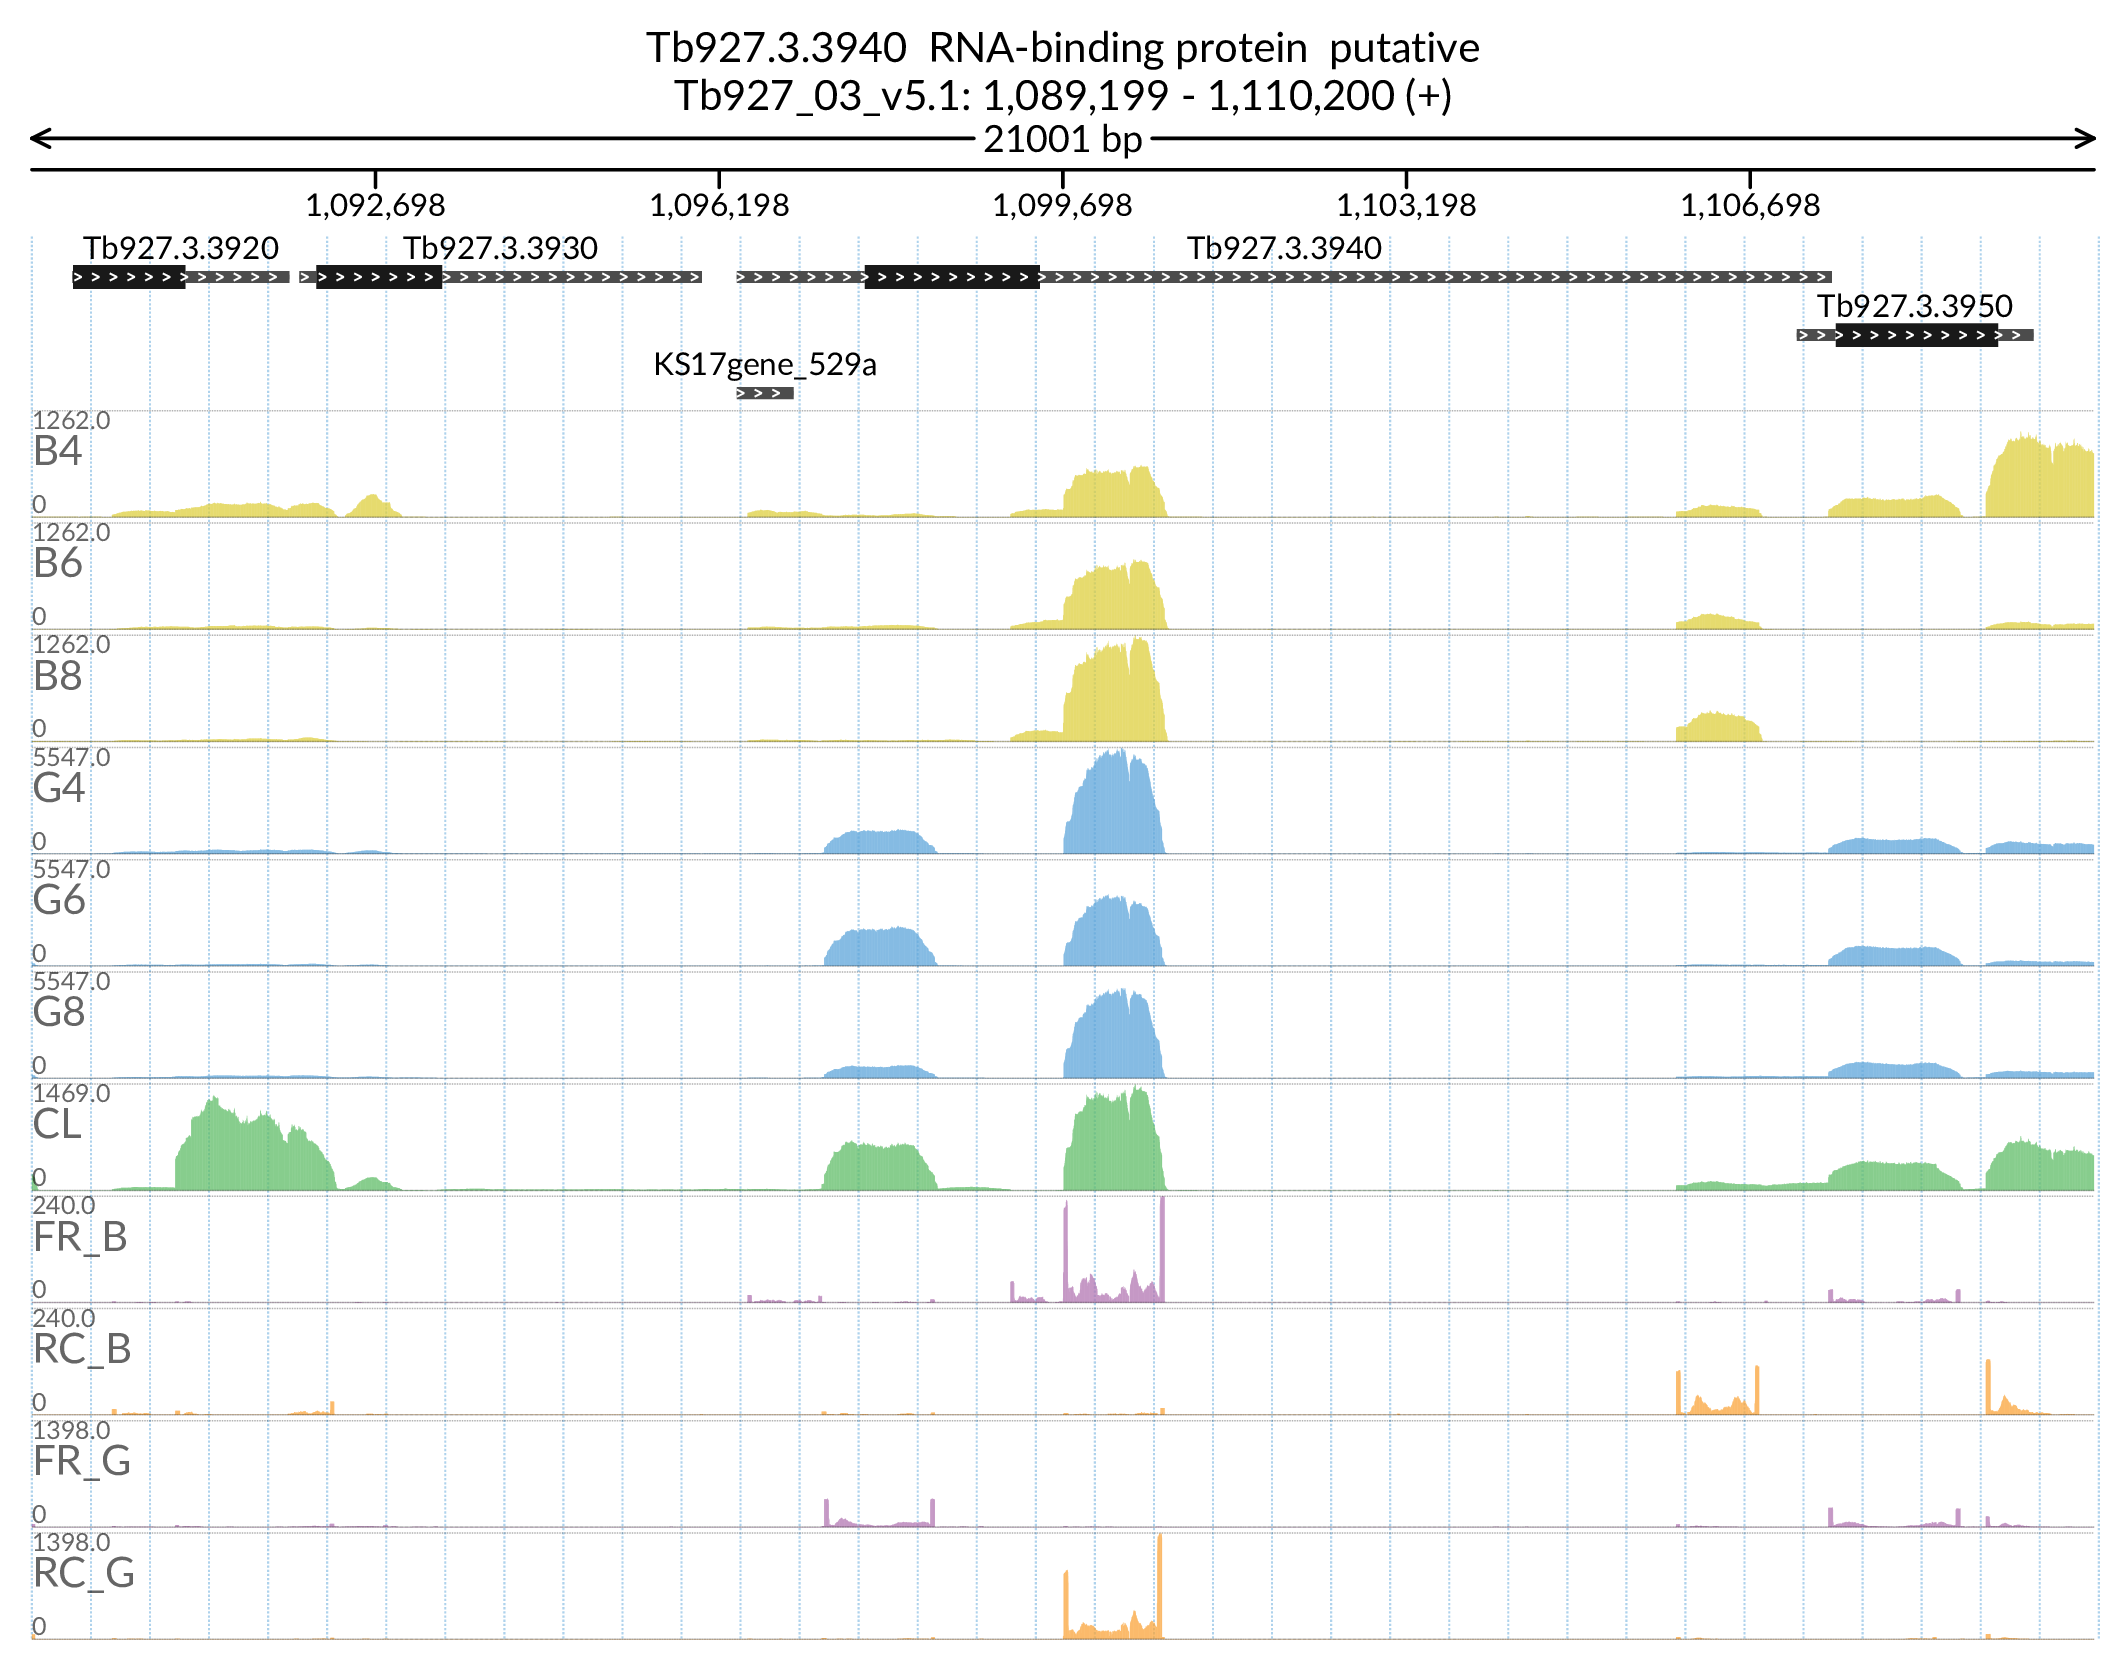 Tb927.3.3940  RNA-binding protein  putative
Tb927_03_v5.1: 1,089,199 - 1,110,200 (+)
21001 bp
1,092,698 1,096,198 1,099,698 1,103,198 1,106,698
Tb927.3.3920 Tb927.3.3930 Tb927.3.3940
Tb927.3.3950
KS17gene_529a
1262.0
B4
0
1262.0
B6
0
1262.0
B8
0
5547.0
G4
0
5547.0
G6
0
5547.0
G8
0
1469.0
CL
0
240.0
FR_B
0
240.0
RC_B
0
1398.0
FR_G
0
1398.0
RC_G
0